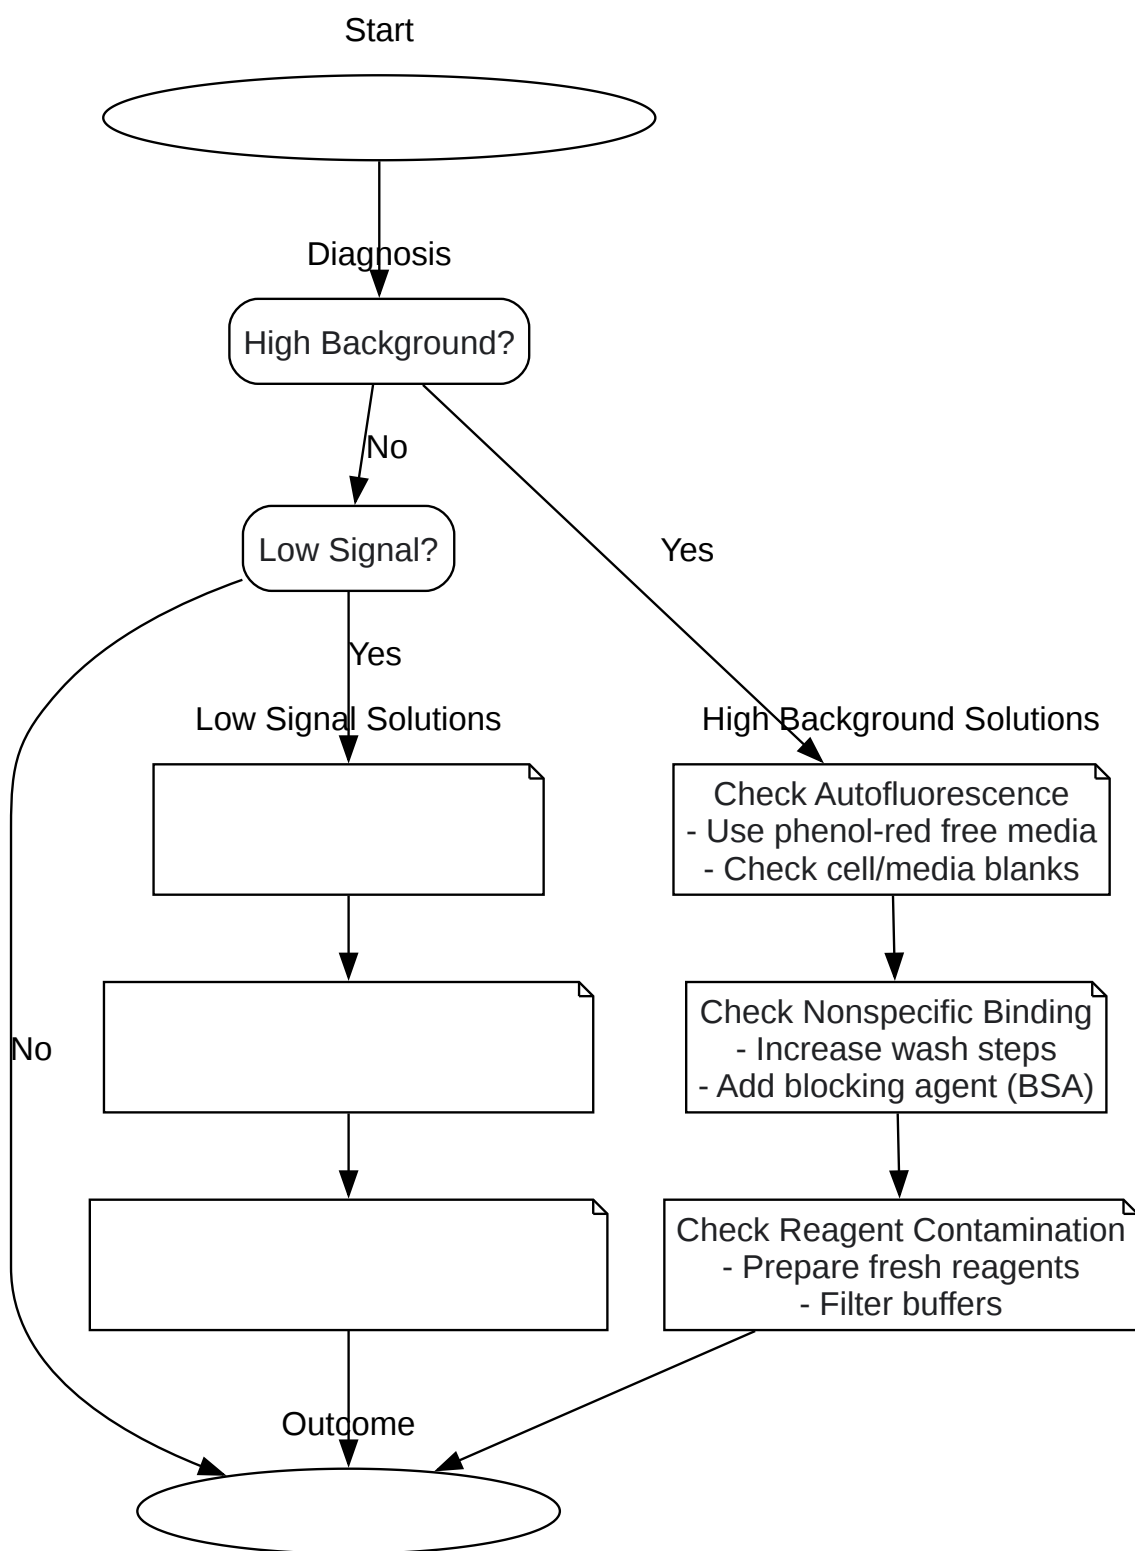 Start
Diagnosis
High Background?
No
Low Signal?
Yes
Yes
Low Signal Solutions
High Background Solutions
Check Autofluorescence
- Use phenol-red free media
- Check cell/media blanks
Check Nonspecific Binding
- Increase wash steps
- Add blocking agent (BSA)
No
Check Reagent Contamination
- Prepare fresh reagents
- Filter buffers
Outcome